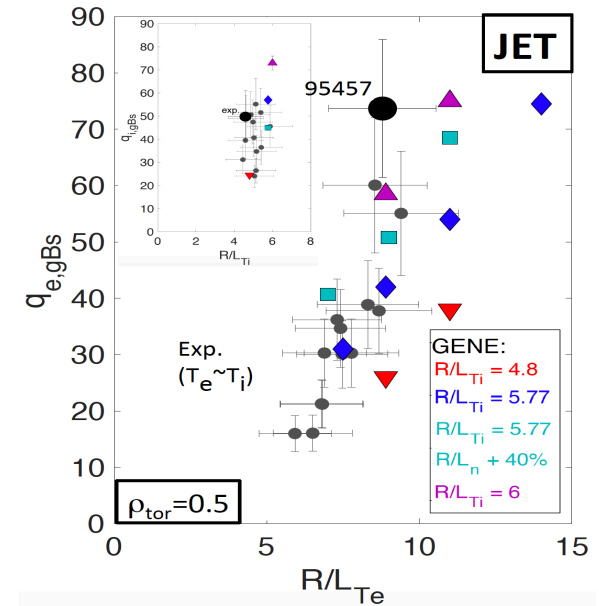 JET
90
80
70
60
50
40
30
20
10
0
q_e,gBs
0
5
10
15
R/L_Te
90
80
70
60
50
40
30
20
10
0
q_i,gBs
0
2
4
6
8
R/L_Ti
exp.
95457
Exp.
(T_e~T_i)
GENE:
R/L_Ti = 4.8
R/L_Ti = 5.77
R/L_Ti = 5.77
R/L_n + 40%
R/L_Ti = 6
ρ_tor=0.5